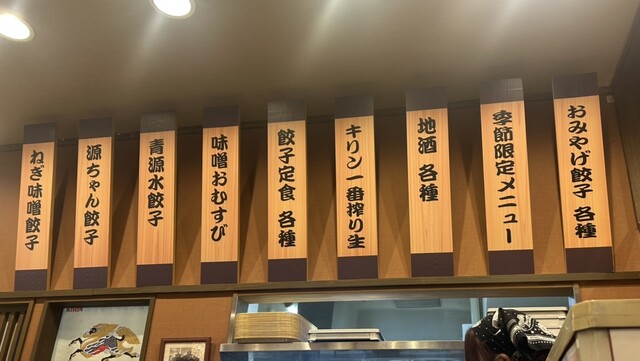 おみやげ餃子 各種
季節限定メニュー
地酒 各種
キリン一番搾り生
餃子定食 各種
味噌おむすび
青源水餃子
源ちゃん餃子
ねぎ味噌餃子
KIRIN